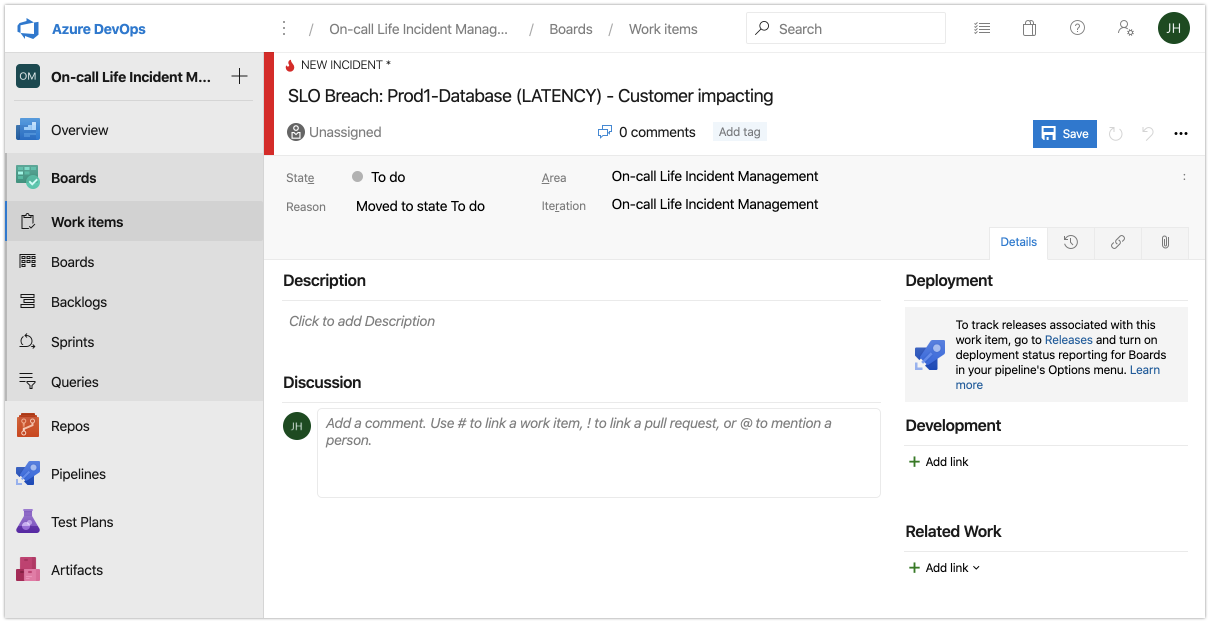 Azure DevOps
/ On-call Life Incident Manag... / Boards / Work items
Search
JH
OM On-call Life Incident M...
Overview
Boards
Work items
Boards
Backlogs
Sprints
Queries
Repos
Pipelines
Test Plans
Artifacts
NEW INCIDENT *
SLO Breach: Prod1-Database (LATENCY) - Customer impacting
Unassigned
0 comments
Add tag
Save
State To do
Area On-call Life Incident Management
Reason Moved to state To do
Iteration On-call Life Incident Management
Details
Description
Click to add Description
Discussion
JH
Add a comment. Use # to link a work item, ! to link a pull request, or @ to mention a
person.
Deployment
To track releases associated with this
work item, go to Releases and turn on
deployment status reporting for Boards
in your pipeline's Options menu. Learn
more
Development
+ Add link
Related Work
+ Add link